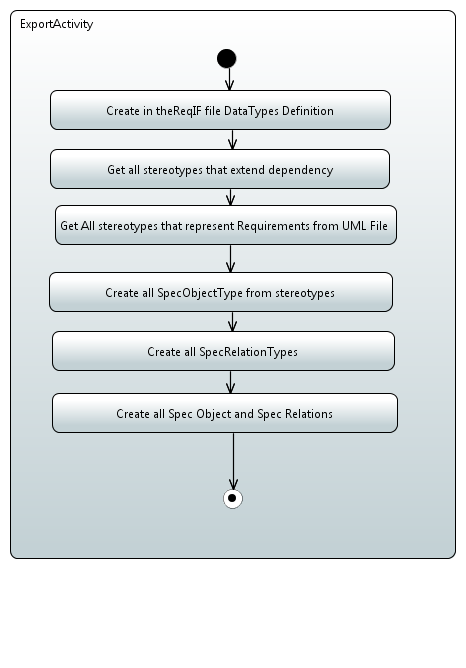 ExportActivity
Create in theReqIF file DataTypes Definition
Get all stereotypes that extend dependency
Get All stereotypes that represent Requirements from UML File
Create all SpecObjectType from stereotypes
Create all SpecRelationTypes
Create all Spec Object and Spec Relations